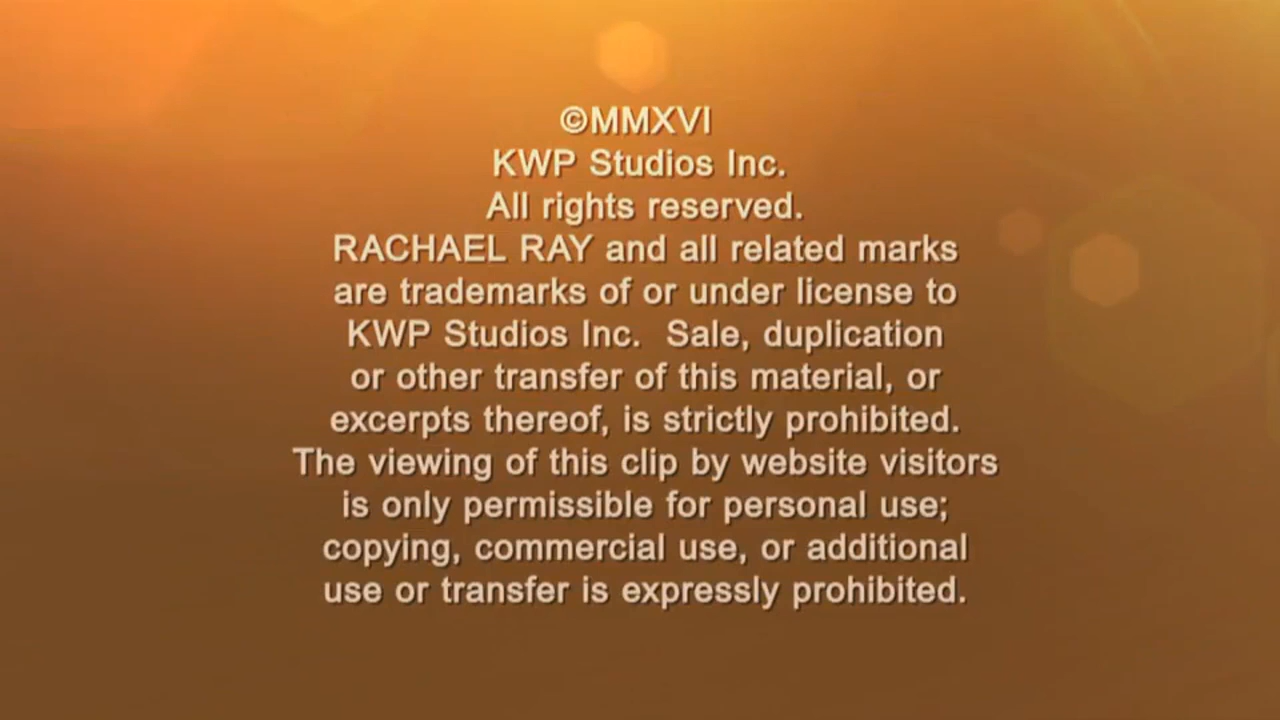 ©MMXVI
KWP Studios Inc.
All rights reserved.
RACHAEL RAY and all related marks
are trademarks of or under license to
KWP Studios Inc.  Sale, duplication
or other transfer of this material, or
excerpts thereof, is strictly prohibited.
The viewing of this clip by website visitors
is only permissible for personal use;
copying, commercial use, or additional
use or transfer is expressly prohibited.